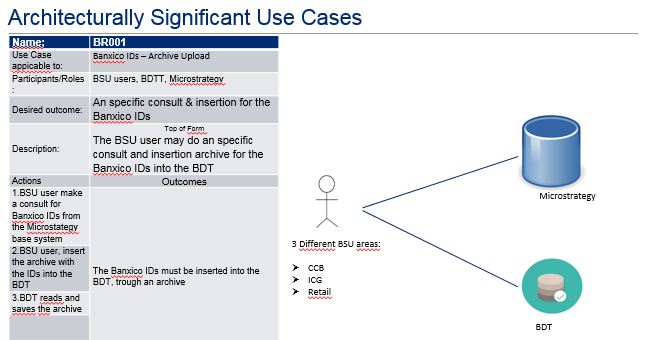 Architecturally Significant Use Cases
Name: BR001
Use Case Banxico IDs – Archive Upload
appicable to:
Participants/Roles BSU users, BDTT, Microstrategy
:
Desired outcome: An specific consult & insertion for the
Banxico IDs
Top of Form
Description: The BSU user may do an specific
consult and insertion archive for the
Banxico IDs into the BDT
Actions Outcomes
1.BSU user make
a consult for
Banxico IDs from
the Microstategy
base system
2.BSU user, insert
the archive with
the IDs into the
BDT
3.BDT reads and
saves the archive
The Banxico IDs must be inserted into the
BDT, trough an archive
3 Different BSU areas:
➤ CCB
➤ ICG
➤ Retail
Microstrategy
BDT